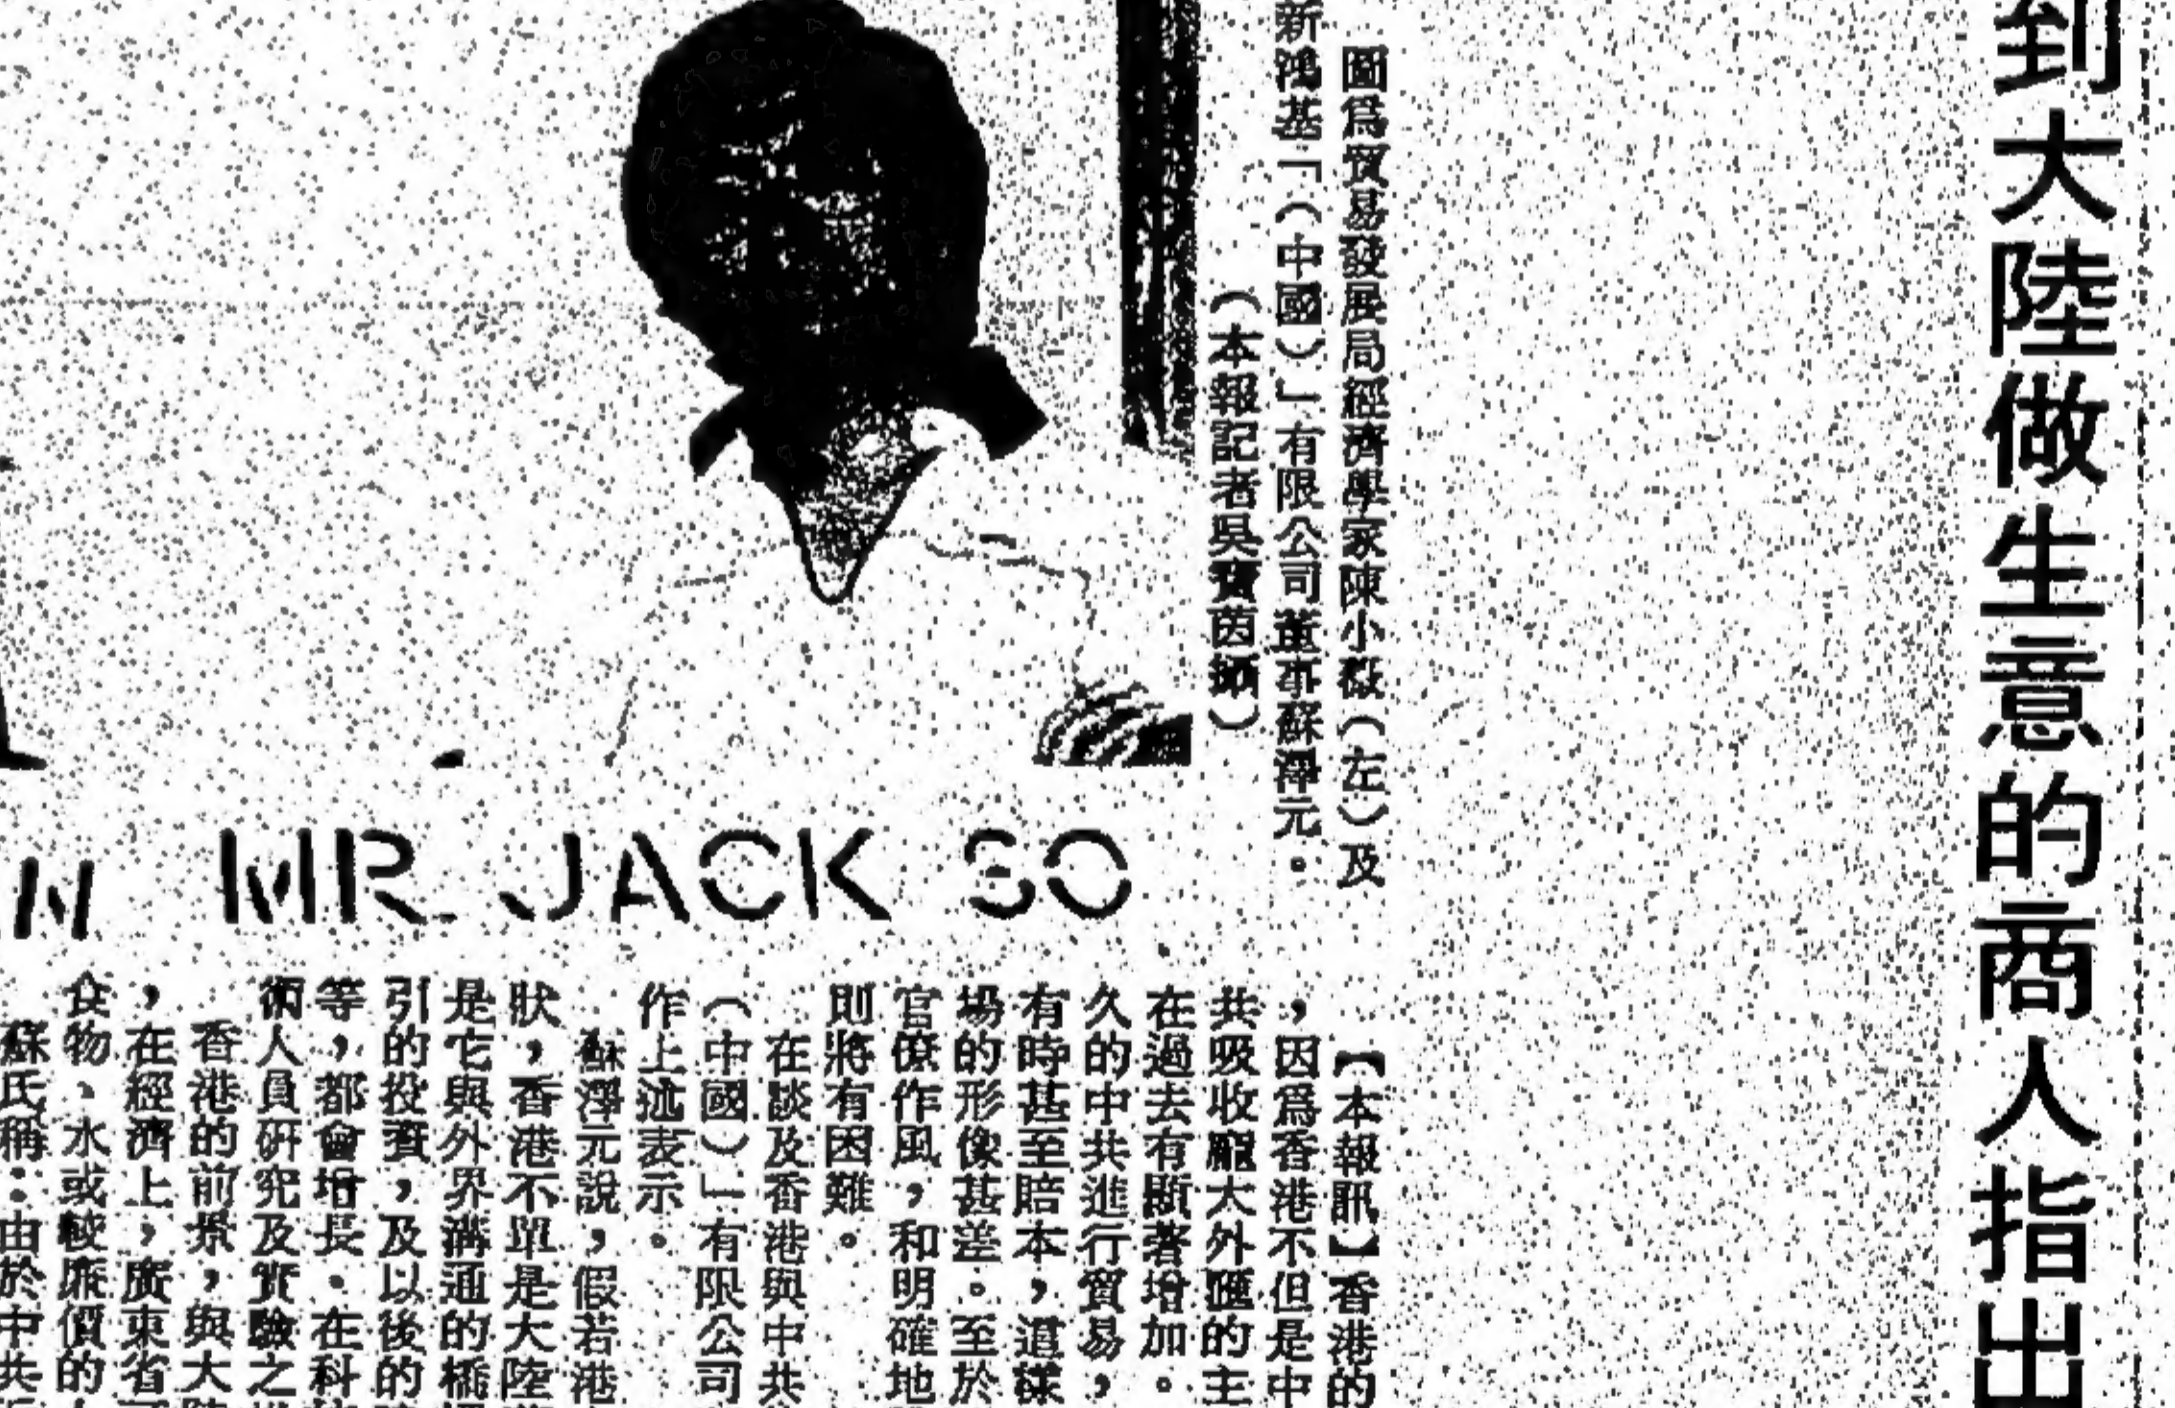 到大陸做生意的商人指出
圖爲貿易發展局經濟學家陳小薇（左）及
新鴻基「（中國）」有限公司董事蘇澤元。
（本報記者吳寶茵攝）
MR. JACK SO
【本報訊】香港的
，因爲香港不但是中
共吸收龐大外匯的主
在過去有顯著增加。
久的中共進行貿易，
有時甚至賠本，這樣
場的形像甚差。至於
官僚作風，和明確地
則將有困難。
在談及香港與中共
（中國）」有限公司
作上述表示。
蘇澤元說，假若港
狀，香港不單是大陸
是它與外界溝通的橋
引的投資，及以後的
等，都會增長。在科
術人員研究及實驗之
香港的前景，與大
，在經濟上，廣東省
食物、水或較廉價的
蘇氏稱：由於中共